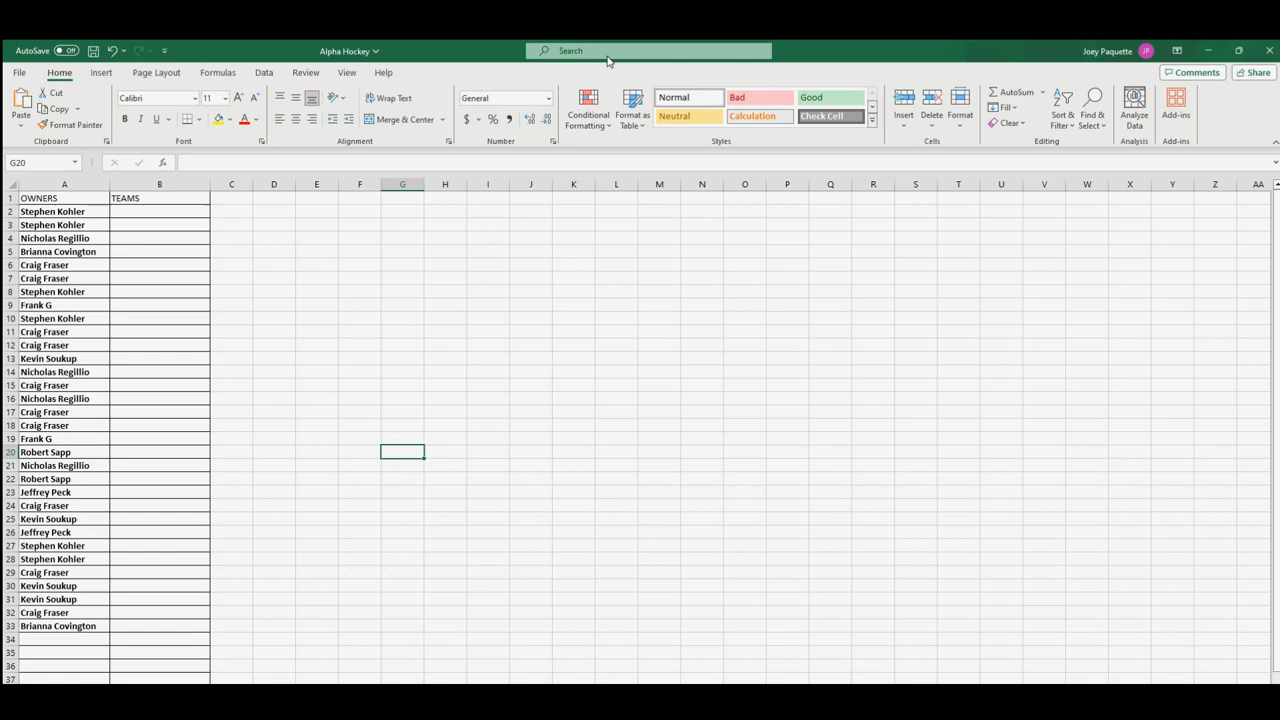 AutoSave Off Alpha Hockey Search Joey Paquette JP
File Home Insert Page Layout Formulas Data Review View Help Comments Share
Paste Cut Copy Format Painter Clipboard
Calibri 11 A A B I U A Font
Wrap Text Merge & Center Alignment
General $ % Number
Conditional Formatting Format as Table Normal Bad Good Neutral Calculation Check Cell Styles
Insert Delete Format Cells
AutoSum Fill Clear Sort & Filter Find & Select Editing
Analyze Data Analysis
Add-ins Add-ins
G20 fx
A B C D E F G H I J K L M N O P Q R S T U V W X Y Z AA
1 OWNERS TEAMS
2 Stephen Kohler
3 Stephen Kohler
4 Nicholas Regillio
5 Brianna Covington
6 Craig Fraser
7 Craig Fraser
8 Stephen Kohler
9 Frank G
10 Stephen Kohler
11 Craig Fraser
12 Craig Fraser
13 Kevin Soukup
14 Nicholas Regillio
15 Craig Fraser
16 Nicholas Regillio
17 Craig Fraser
18 Craig Fraser
19 Frank G
20 Robert Sapp
21 Nicholas Regillio
22 Robert Sapp
23 Jeffrey Peck
24 Craig Fraser
25 Kevin Soukup
26 Jeffrey Peck
27 Stephen Kohler
28 Stephen Kohler
29 Craig Fraser
30 Kevin Soukup
31 Kevin Soukup
32 Craig Fraser
33 Brianna Covington
34
35
36
37